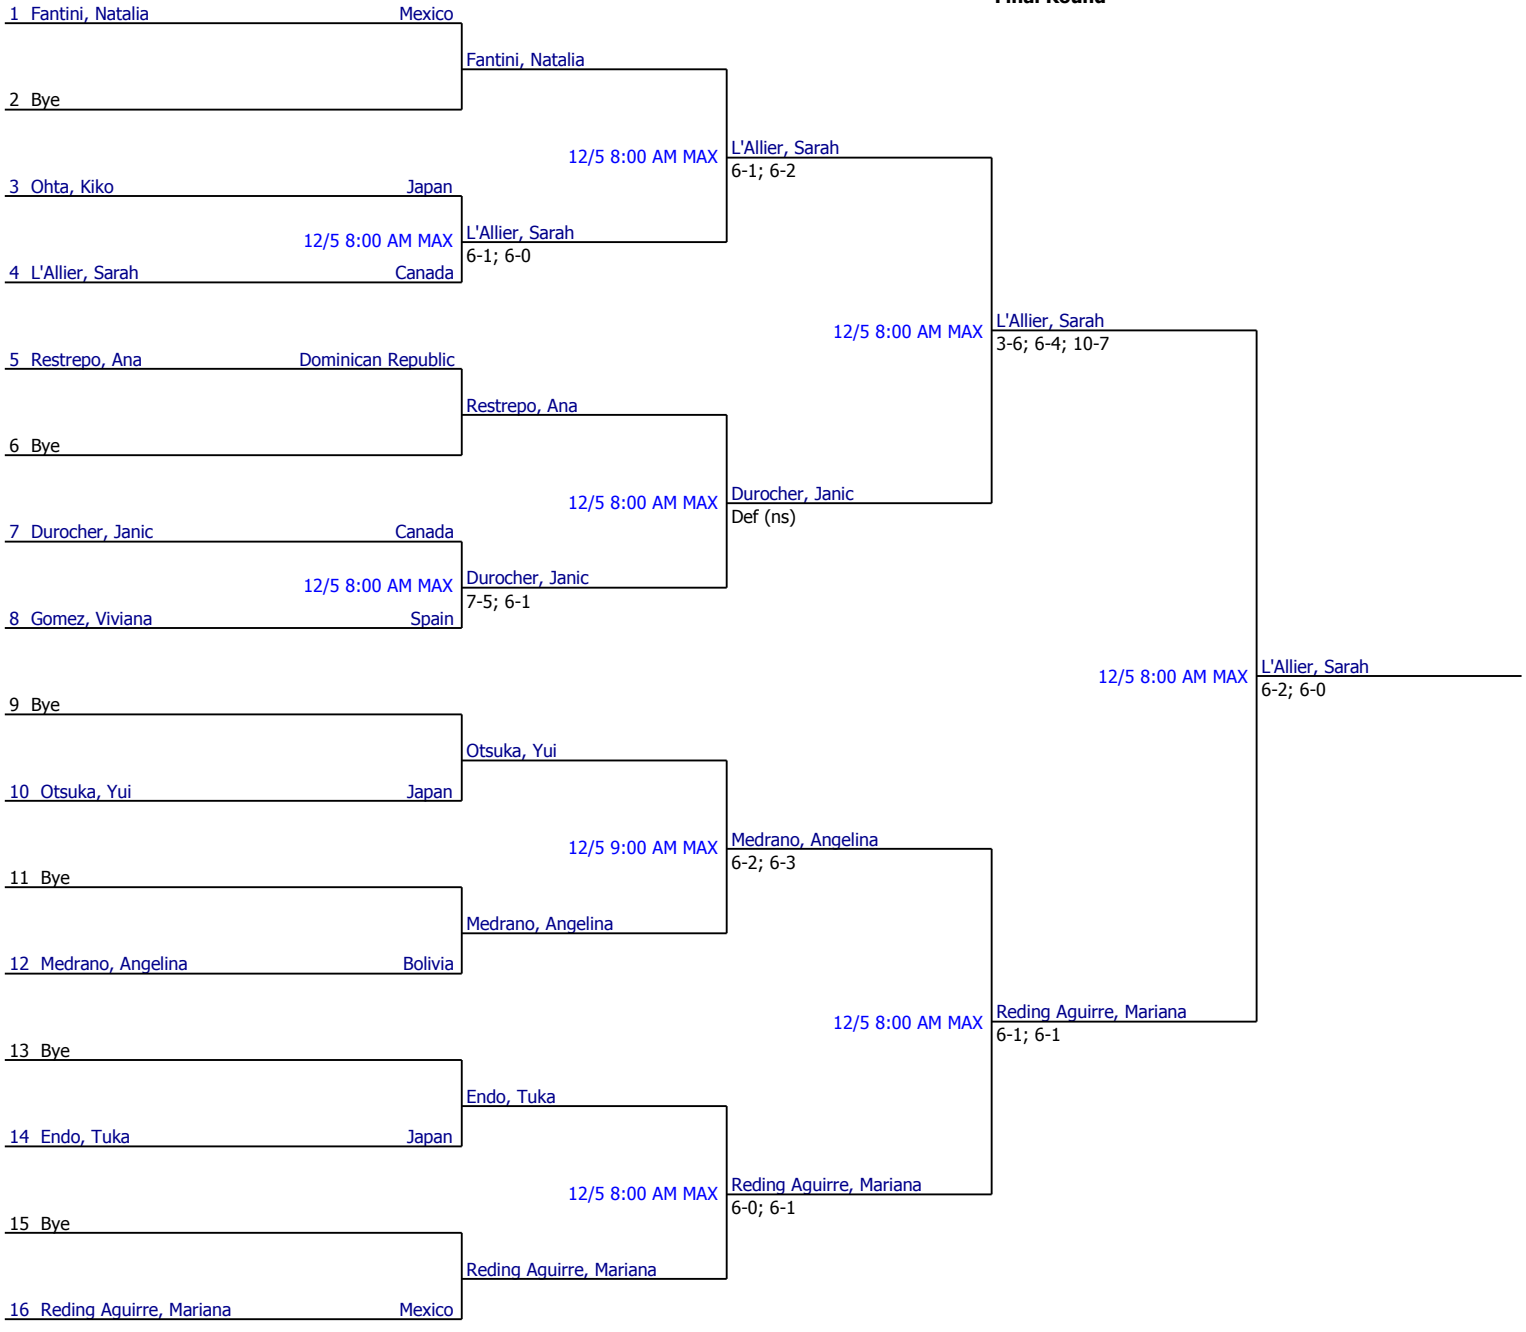 Final Round
1 Fantini, Natalia Mexico
Fantini, Natalia
2 Bye
12/5 8:00 AM MAX L'Allier, Sarah
6-1; 6-2
3 Ohta, Kiko Japan
12/5 8:00 AM MAX L'Allier, Sarah
6-1; 6-0
4 L'Allier, Sarah Canada
12/5 8:00 AM MAX L'Allier, Sarah
3-6; 6-4; 10-7
5 Restrepo, Ana Dominican Republic
Restrepo, Ana
6 Bye
12/5 8:00 AM MAX Durocher, Janic
Def (ns)
7 Durocher, Janic Canada
12/5 8:00 AM MAX Durocher, Janic
7-5; 6-1
8 Gomez, Viviana Spain
12/5 8:00 AM MAX L'Allier, Sarah
6-2; 6-0
9 Bye
Otsuka, Yui
10 Otsuka, Yui Japan
12/5 9:00 AM MAX Medrano, Angelina
6-2; 6-3
11 Bye
Medrano, Angelina
12 Medrano, Angelina Bolivia
12/5 8:00 AM MAX Reding Aguirre, Mariana
6-1; 6-1
13 Bye
Endo, Tuka
14 Endo, Tuka Japan
12/5 8:00 AM MAX Reding Aguirre, Mariana
6-0; 6-1
15 Bye
Reding Aguirre, Mariana
16 Reding Aguirre, Mariana Mexico